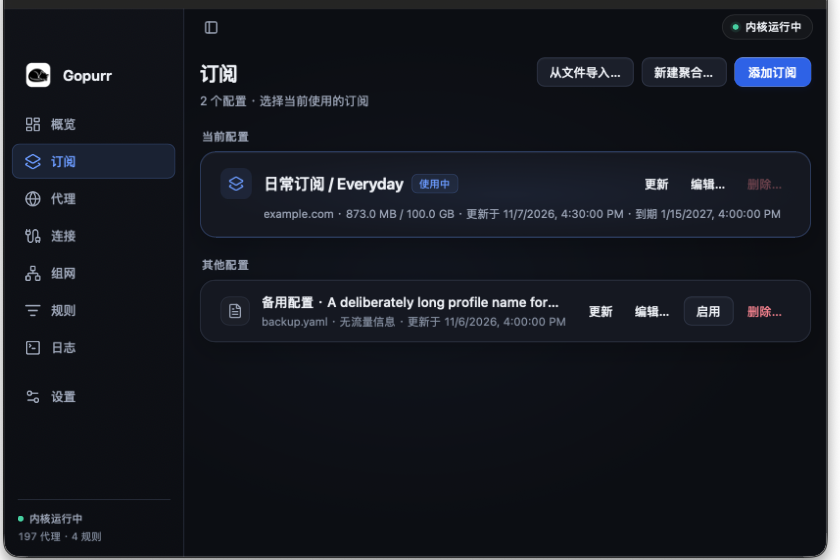 内核运行中
Gopurr
概览
订阅
代理
连接
组网
规则
日志
设置
内核运行中
197 代理 · 4 规则
订阅
2 个配置 · 选择当前使用的订阅
从文件导入...
新建聚合...
添加订阅
当前配置
日常订阅 / Everyday 使用中
更新 编辑... 删除...
example.com · 873.0 MB / 100.0 GB · 更新于 11/7/2026, 4:30:00 PM · 到期 1/15/2027, 4:00:00 PM
其他配置
备用配置 · A deliberately long profile name for...
backup.yaml · 无流量信息 · 更新于 11/6/2026, 4:00:00 PM
更新 编辑... 启用 删除...